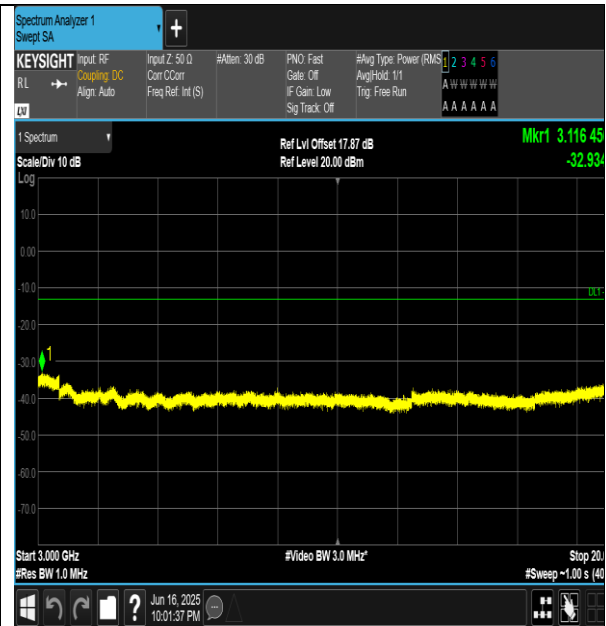 Spectrum Analyzer 1
Swept SA
+
KEYSIGHT Input: RF Input Z: 50 Ω #Atten: 30 dB PNO: Fast #Avg Type: Power (RMS 1 2 3 4 5 6
RL Coupling: DC Corr CCorr Gate: Off Avg|Hold: 1/1 A W W W W W
Align: Auto Freq Ref: Int (S) IF Gain: Low Trig: Free Run
LXI Sig Track: Off A A A A A A
1 Spectrum Ref Lvl Offset 17.87 dB Mkr1 3.116 45
Scale/Div 10 dB Ref Level 20.00 dBm -32.934
Log
10.0
0.00
-10.0
DL1
-20.0
-30.0
1
-40.0
-50.0
-60.0
-70.0
Start 3.000 GHz #Video BW 3.0 MHz* Stop 20.
#Res BW 1.0 MHz #Sweep ~1.00 s (40
? Jun 16, 2025
10:01:37 PM